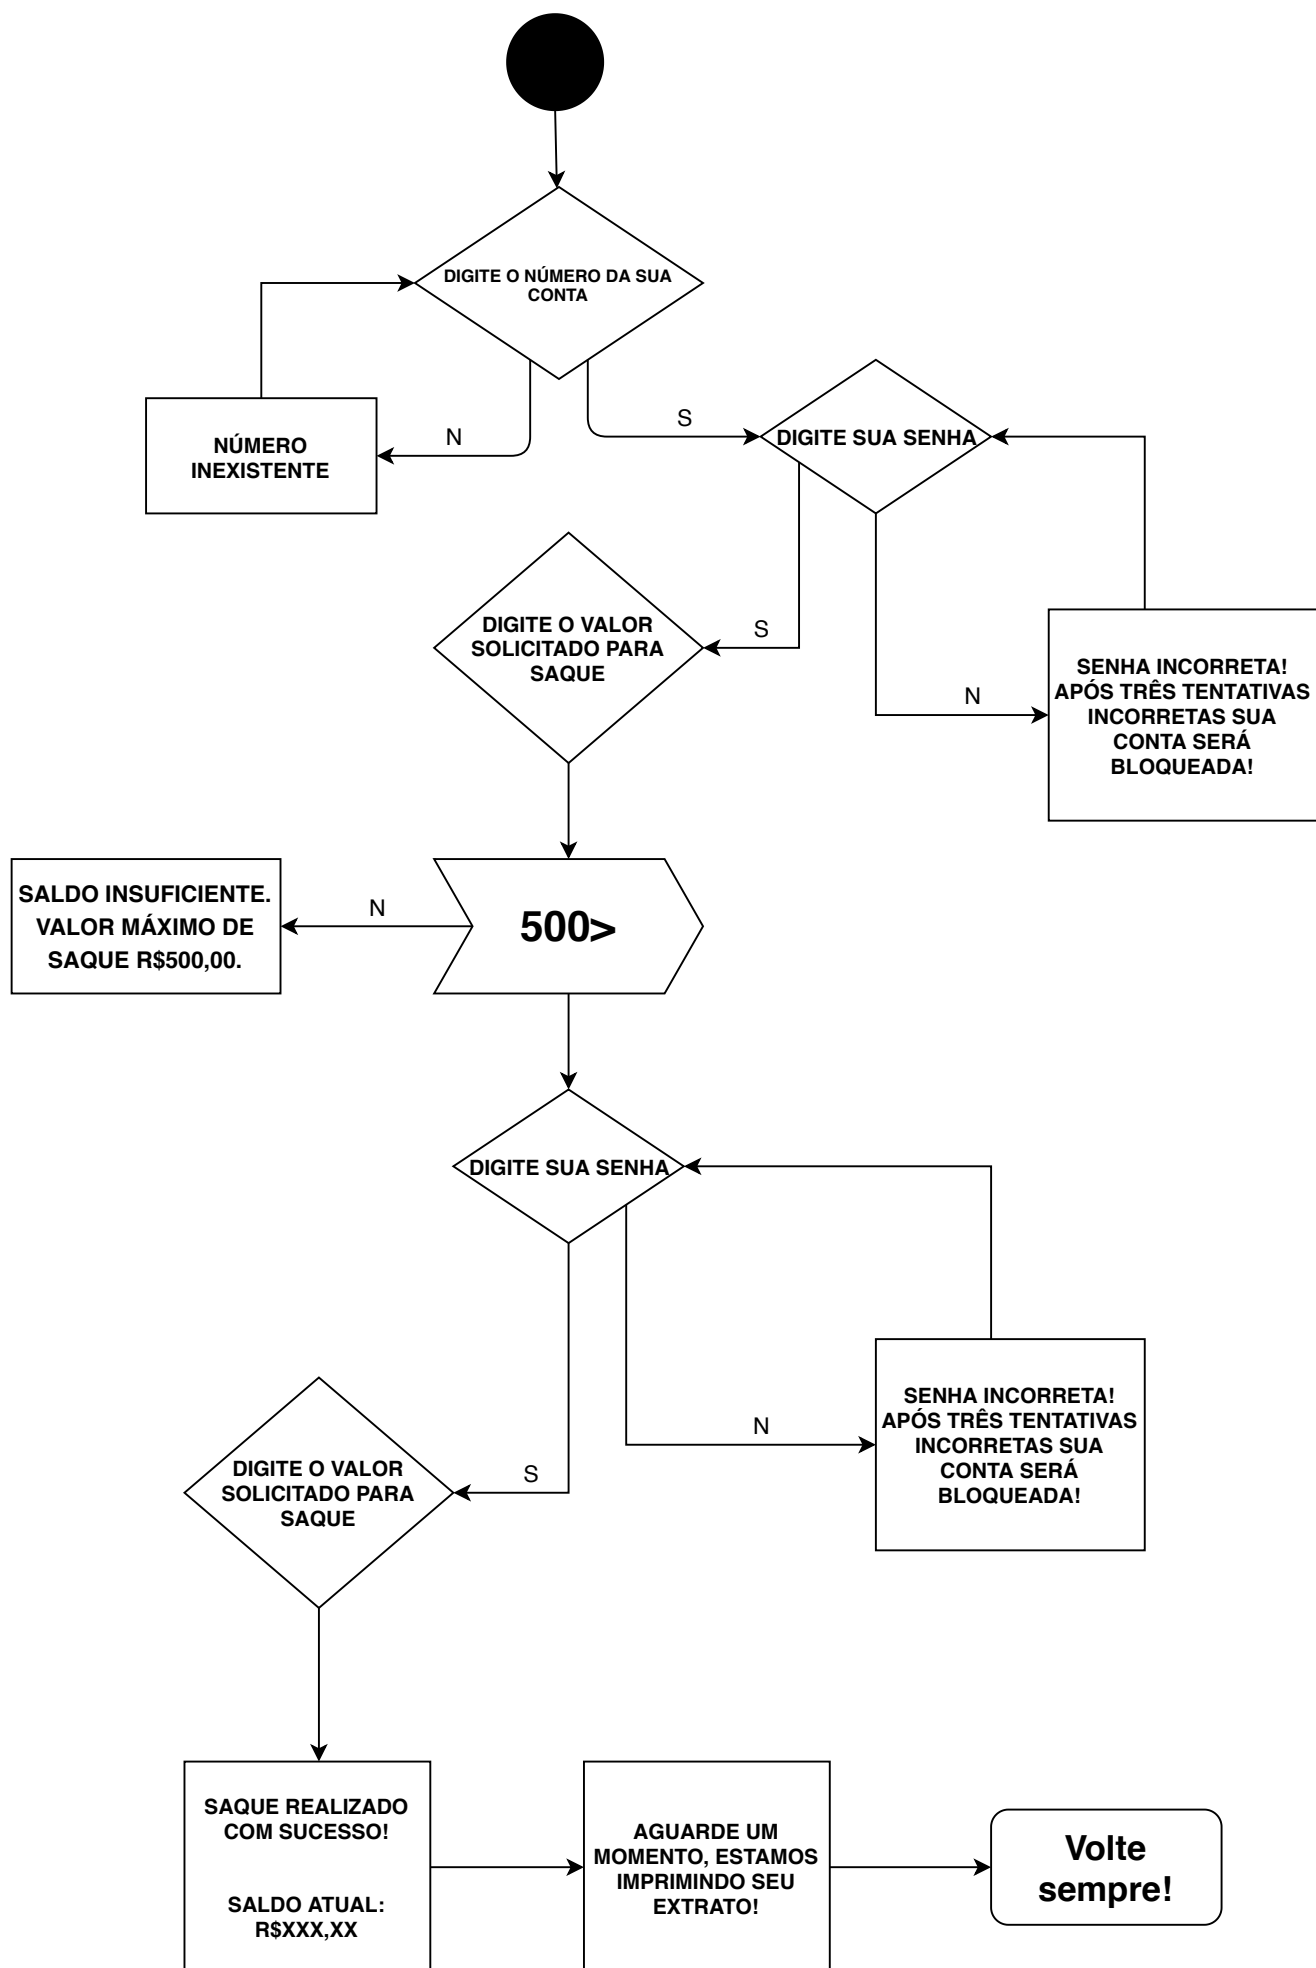 DIGITE O NÚMERO DA SUA
CONTA
S
N
DIGITE SUA SENHA
NÚMERO
INEXISTENTE
DIGITE O VALOR
SOLICITADO PARA
SAQUE
S
N
SENHA INCORRETA!
APÓS TRÊS TENTATIVAS
INCORRETAS SUA
CONTA SERÁ
BLOQUEADA!
SALDO INSUFICIENTE.
VALOR MÁXIMO DE
SAQUE R$500,00.
N
500>
DIGITE SUA SENHA
SENHA INCORRETA!
APÓS TRÊS TENTATIVAS
INCORRETAS SUA
CONTA SERÁ
BLOQUEADA!
N
S
DIGITE O VALOR
SOLICITADO PARA
SAQUE
SAQUE REALIZADO
COM SUCESSO!
SALDO ATUAL:
R$XXX,XX
AGUARDE UM
MOMENTO, ESTAMOS
IMPRIMINDO SEU
EXTRATO!
Volte
sempre!